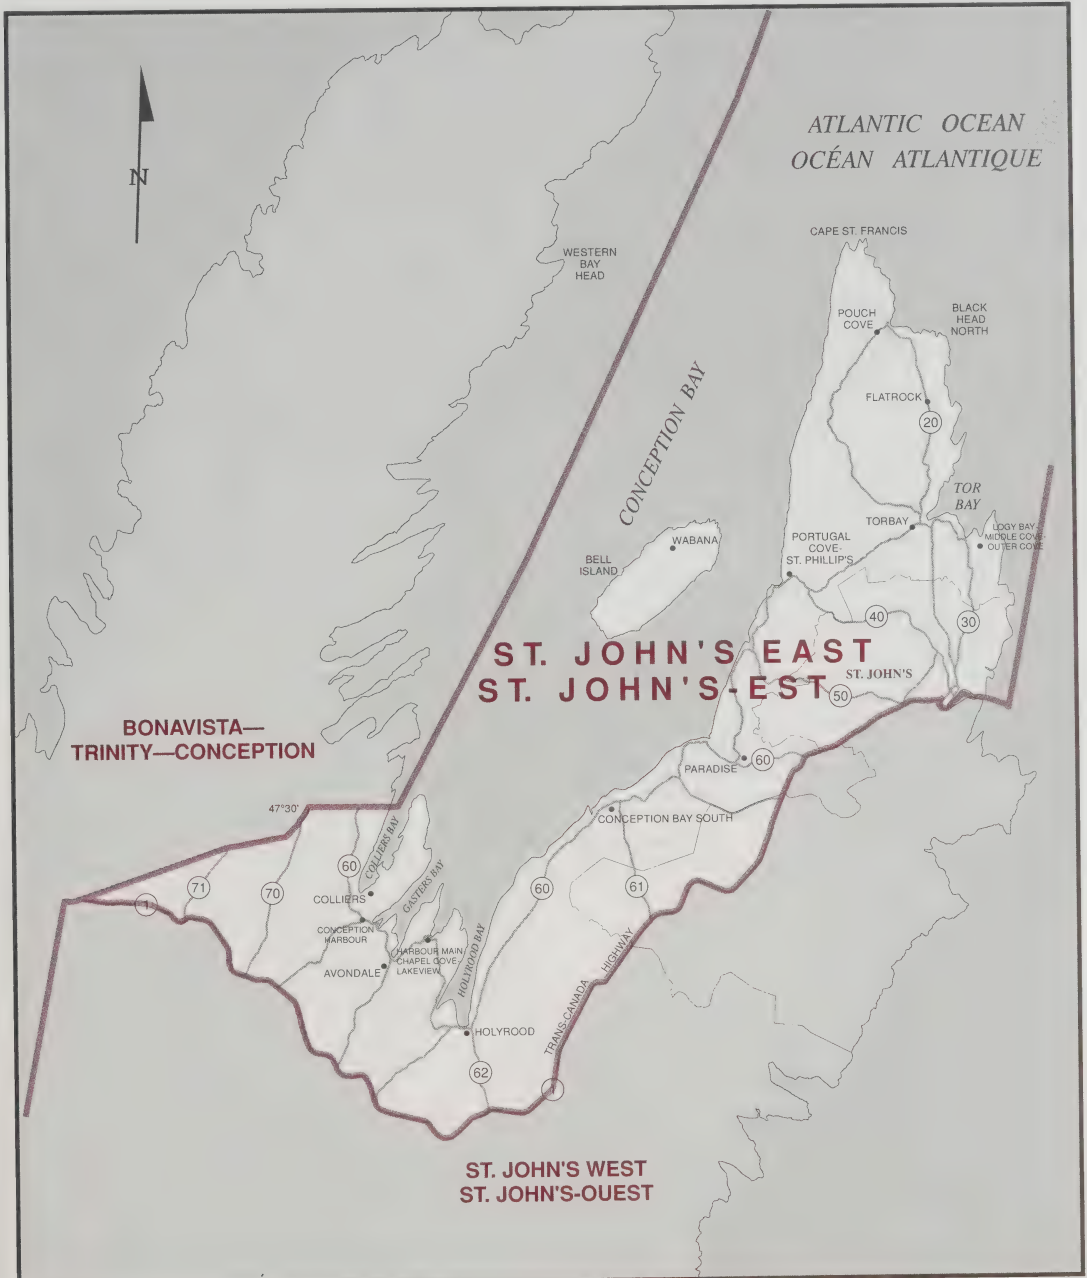 ATLANTIC OCEAN
OCÉAN ATLANTIQUE
N
CAPE ST. FRANCIS
WESTERN
BAY
HEAD
POUCH
COVE
BLACK
HEAD
NORTH
FLATROCK
20
CONCEPTION BAY
TOR
BAY
TORBAY
LOGY BAY-
MIDDLE COVE-
OUTER COVE
WABANA
PORTUGAL
COVE-
ST. PHILLIP'S
BELL
ISLAND
40
30
ST. JOHN'S EAST
ST. JOHN'S-EST
ST. JOHN'S
50
BONAVISTA—
TRINITY—CONCEPTION
PARADISE
60
47°30'
CONCEPTION BAY SOUTH
COLLIERS BAY
60
GASTERS BAY
71
70
60
61
COLLIERS
1
CONCEPTION
HARBOUR
HARBOUR MAIN-
CHAPEL COVE-
LAKEVIEW
AVONDALE
HOLYROOD BAY
TRANS-CANADA HIGHWAY
HOLYROOD
62
1
ST. JOHN'S WEST
ST. JOHN'S-OUEST